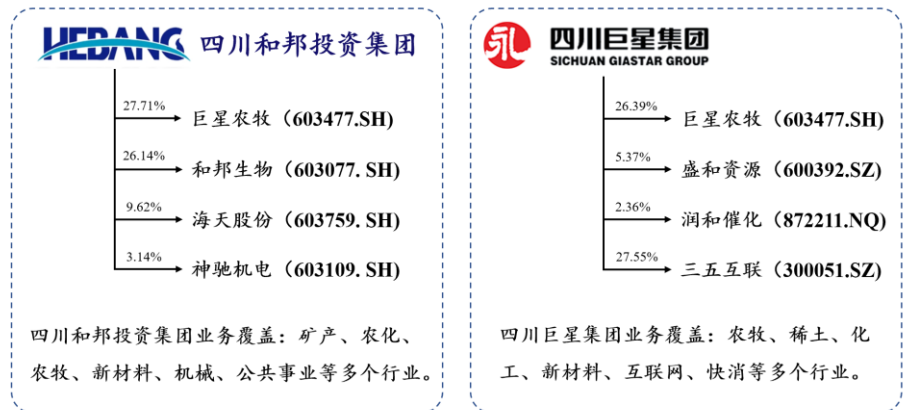 HEBANG 四川和邦投资集团
27.71% 巨星农牧（603477.SH）
26.14% 和邦生物（603077. SH)
9.62% 海天股份（603759. SH)
3.14% 神驰机电（603109. SH)
四川和邦投资集团业务覆盖：矿产、农化、
农牧、新材料、机械、公共事业等多个行业。
四川巨星集团
SICHUAN GIASTAR GROUP
26.39% 巨星农牧（603477.SH)
5.37% 盛和资源（600392.SZ)
2.36% 润和催化（872211.NQ)
27.55% 三五互联（300051.SZ)
四川巨星集团业务覆盖：农牧、稀土、化
工、新材料、互联网、快消等多个行业。